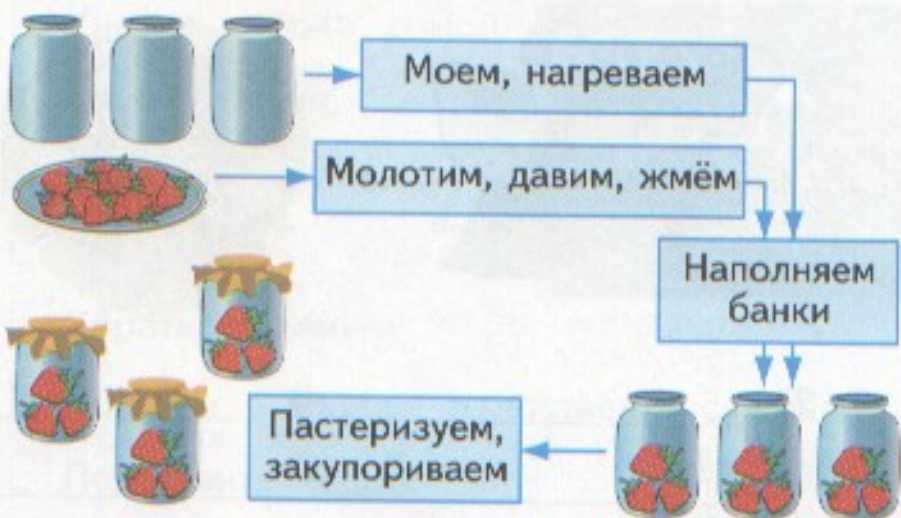 Моем, нагреваем
Молотим, давим, жмём
Наполняем
банки
Пастеризуем,
закупориваем